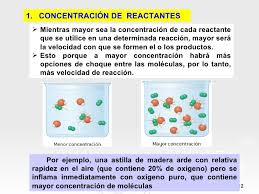 1. CONCENTRACIÓN DE REACTANTES
➢ Mientras mayor sea la concentración de cada reactante
que se utilice en una determinada reacción, mayor será
la velocidad con que se formen el o los productos.
➢ Esto porque a mayor concentración habrá más
opciones de choque entre las moléculas, por lo tanto,
más velocidad de reacción.
Menor concentración Mayor concentración
Por ejemplo, una astilla de madera arde con relativa
rapidez en el aire (que contiene 20% de oxígeno) pero se
inflama inmediatamente con oxígeno puro, que contiene
mayor concentración de moléculas
2